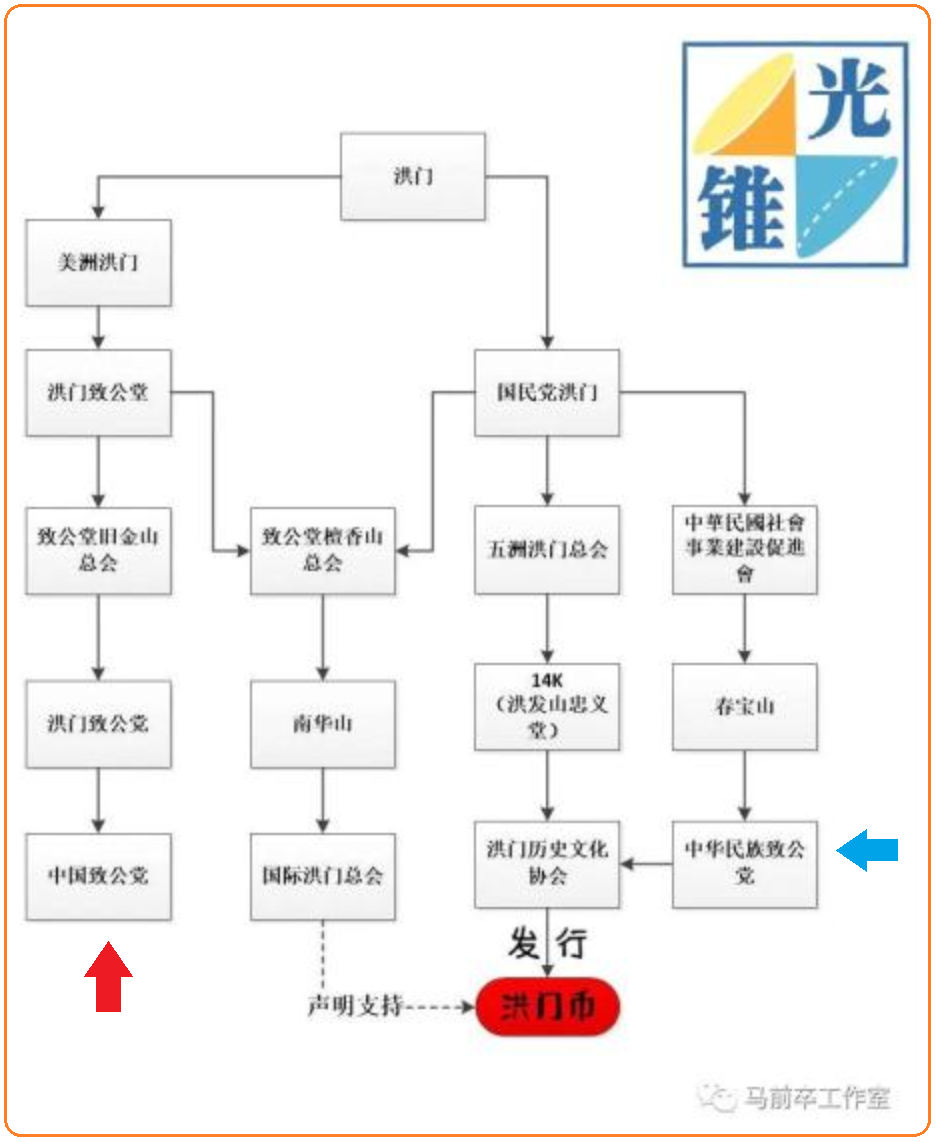 光
锥
洪门
美洲洪门
洪门致公堂
国民党洪门
致公堂旧金山
总会
致公堂檀香山
总会
五洲洪门总会
中華民國社會
事業建設促進
會
洪门致公党
南华山
14K
（洪发山忠义
堂）
春宝山
中国致公党
国际洪门总会
洪门历史文化
协会
中华民族致公
党
发行
声明支持
洪门币
马前卒工作室